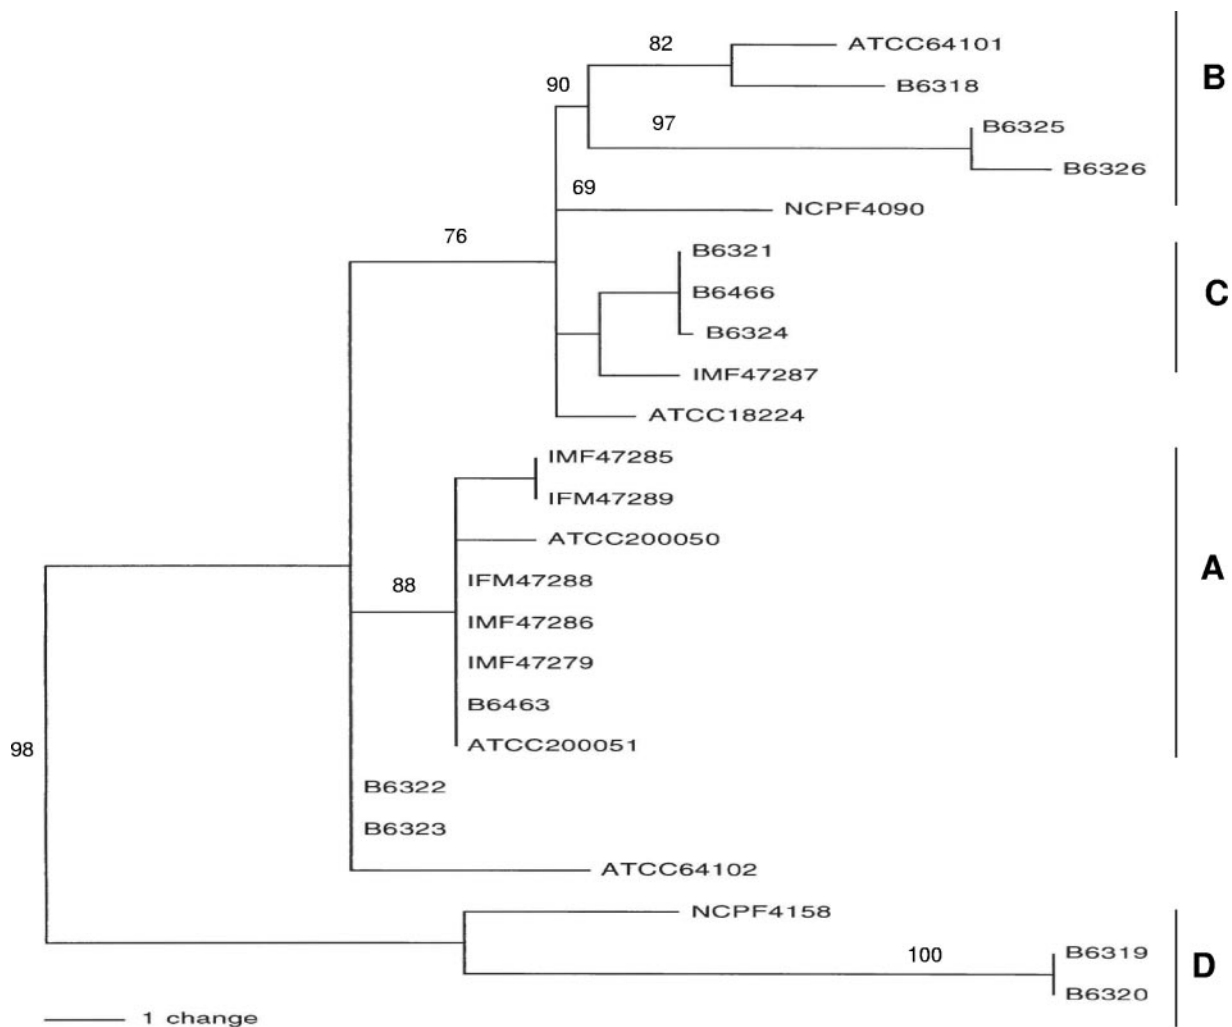 82
ATCC64101
B
90
B6318
97
B6325
B6326
69
NCPF4090
76
B6321
C
B6466
B6324
IMF47287
ATCC18224
IMF47285
A
IFM47289
ATCC200050
88
IFM47288
IMF47286
IMF47279
B6463
ATCC200051
98
B6322
B6323
ATCC64102
NCPF4158
100
B6319
D
B6320
1 change